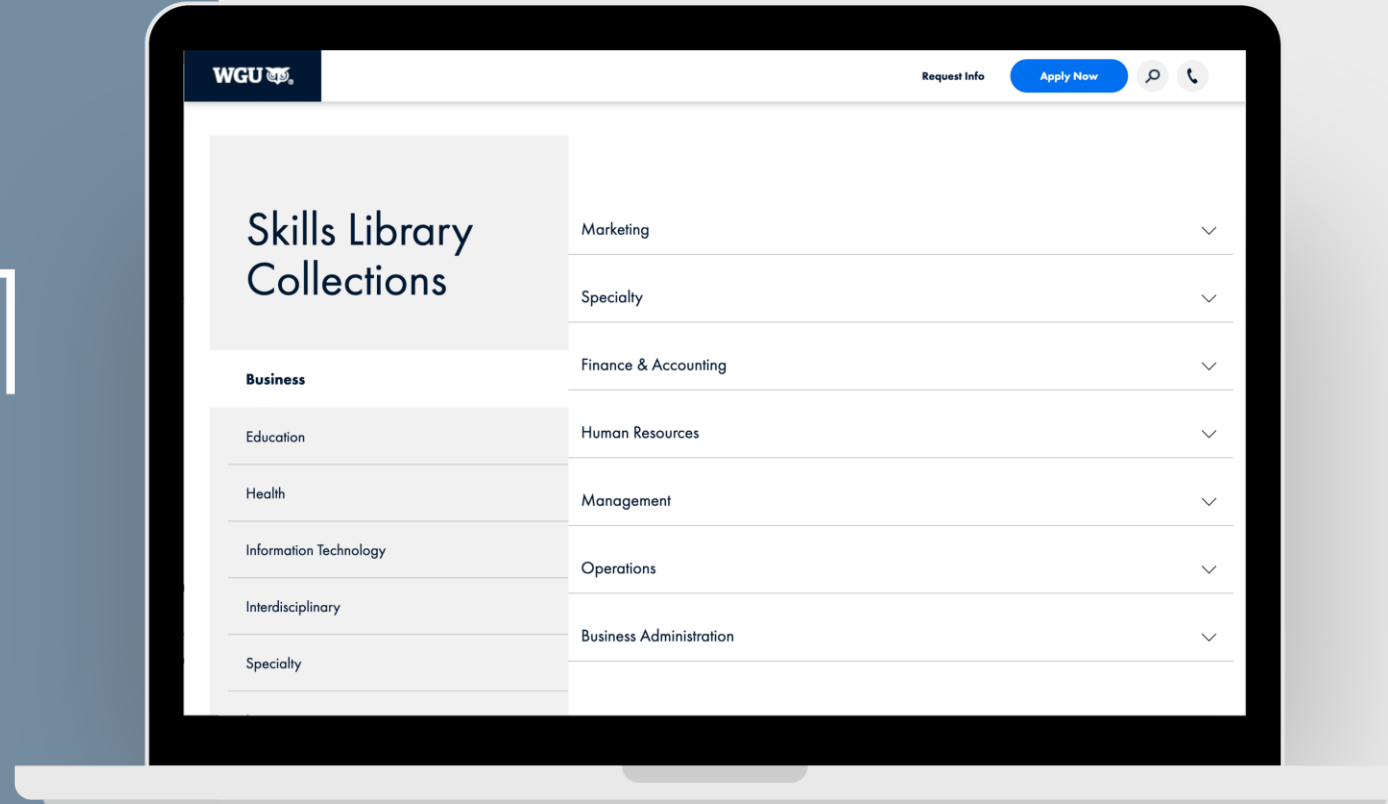 WGU
Request Info
Apply Now
Skills Library
Collections
Business
Education
Health
Information Technology
Interdisciplinary
Specialty
Marketing
Specialty
Finance & Accounting
Human Resources
Management
Operations
Business Administration